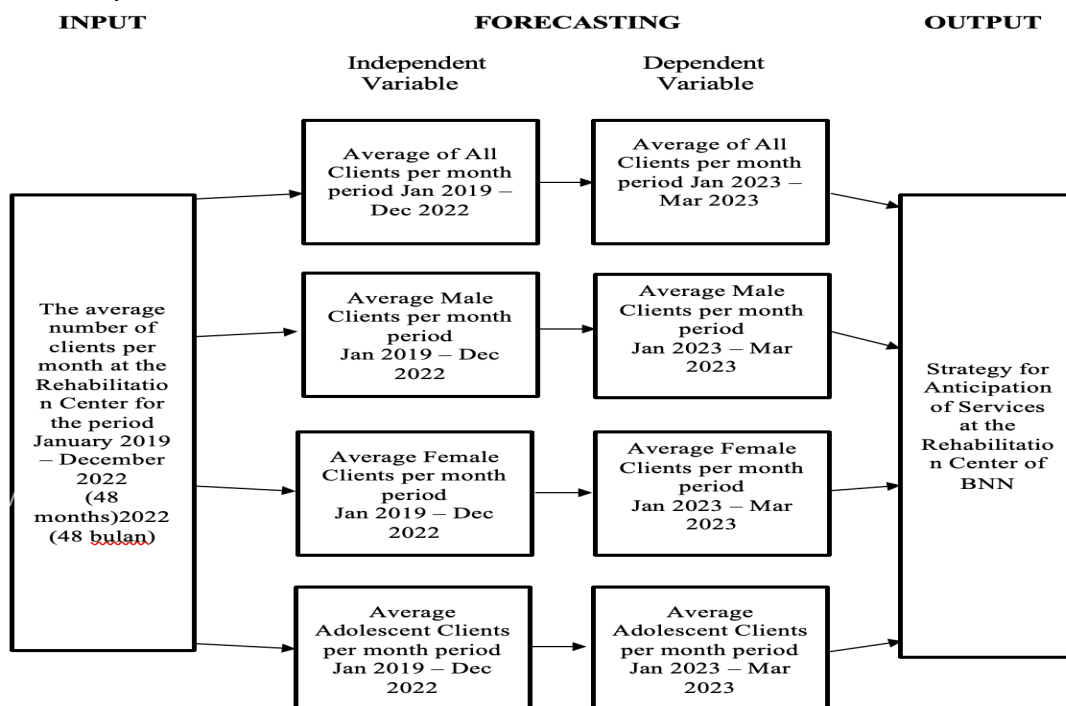 INPUT
FORECASTING
OUTPUT
Independent
Variable
Dependent
Variable
The average
number of
clients per
month at the
Rehabilitatio
n Center for
the period
January 2019
– December
2022
(48
months)2022
(48 bulan)
Average of All
Clients per month
period Jan 2019 –
Dec 2022
Average of All
Clients per month
period Jan 2023 –
Mar 2023
Average Male
Clients per month
period
Jan 2019 – Dec
2022
Average Male
Clients per month
period
Jan 2023 – Mar
2023
Average Female
Clients per month
period
Jan 2019 – Dec
2022
Average Female
Clients per month
period
Jan 2023 – Mar
2023
Average
Adolescent Clients
per month period
Jan 2019 – Dec
2022
Average
Adolescent Clients
per month period
Jan 2023 – Mar
2023
Strategy for
Anticipation
of Services
at the
Rehabilitatio
n Center of
BNN